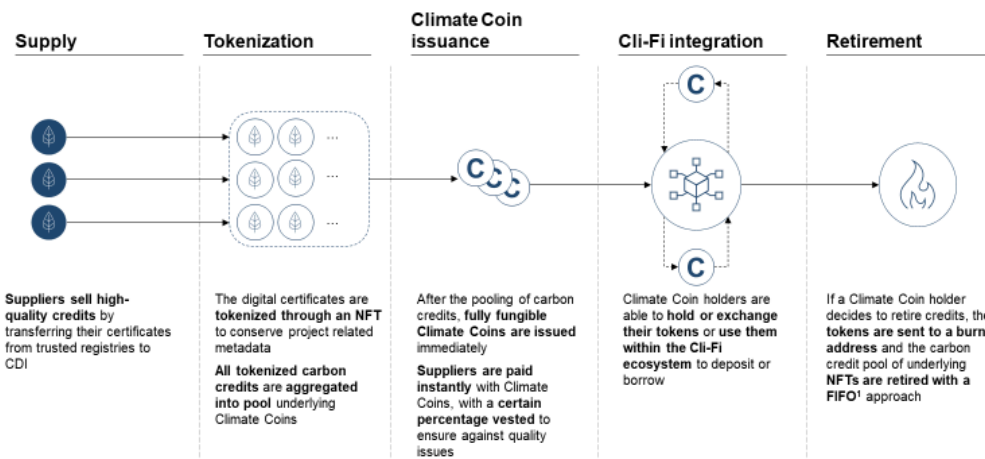 Supply
Tokenization
Climate Coin
issuance
Cli-Fi integration
Retirement
...
...
...
C
C
C
C
C
Suppliers sell high-
quality credits by
transferring their certificates
from trusted registries to
CDI
The digital certificates are
tokenized through an NFT
to conserve project related
metadata
All tokenized carbon
credits are aggregated
into pool underlying
Climate Coins
After the pooling of carbon
credits, fully fungible
Climate Coins are issued
immediately
Suppliers are paid
instantly with Climate
Coins, with a certain
percentage vested to
ensure against quality
issues
Climate Coin holders are
able to hold or exchange
their tokens or use them
within the Cli-Fi
ecosystem to deposit or
borrow
If a Climate Coin holder
decides to retire credits, the
tokens are sent to a burn
address and the carbon
credit pool of underlying
NFTs are retired with a
FIFO¹ approach